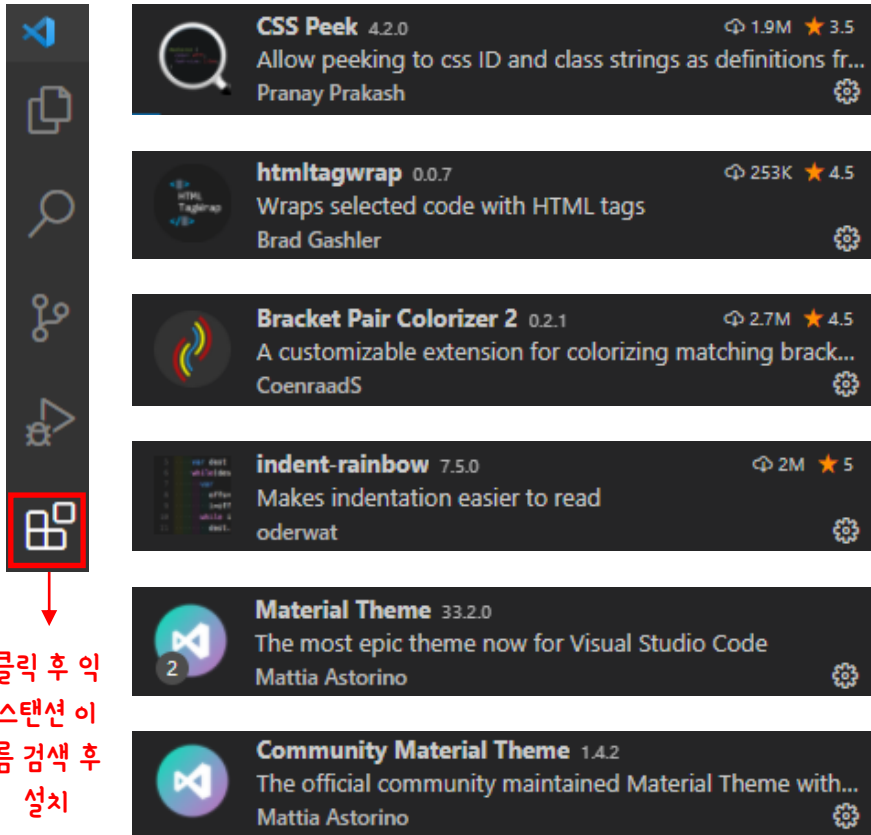 CSS Peek 4.2.0 1.9M 3.5
Allow peeking to css ID and class strings as definitions fr...
Pranay Prakash
htmltagwrap 0.0.7 253K 4.5
Wraps selected code with HTML tags
Brad Gashler
Bracket Pair Colorizer 2 0.2.1 2.7M 4.5
A customizable extension for colorizing matching brack...
CoenraadS
indent-rainbow 7.5.0 2M 5
Makes indentation easier to read
oderwat
Material Theme 33.2.0
The most epic theme now for Visual Studio Code
2
Mattia Astorino
Community Material Theme 1.4.2
The official community maintained Material Theme with...
Mattia Astorino
클릭 후 익
스탠션 이
름 검색 후
설치